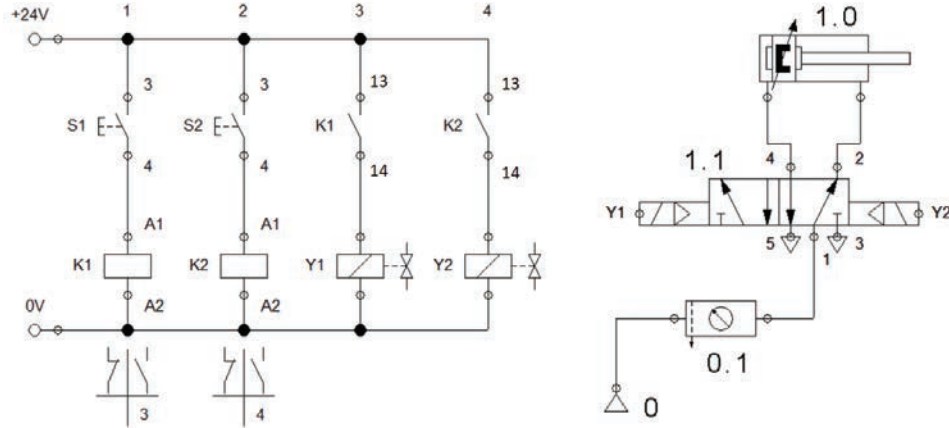 1 2 3 4
+24V
3 3 13 13
S1 S2 K1 K2
4 4 14 14
A1 A1
K1 K2 Y1 Y2
A2 A2
0V
3 4
1.0
4 2
1.1
Y1 Y2
5 1 3
0.1
0